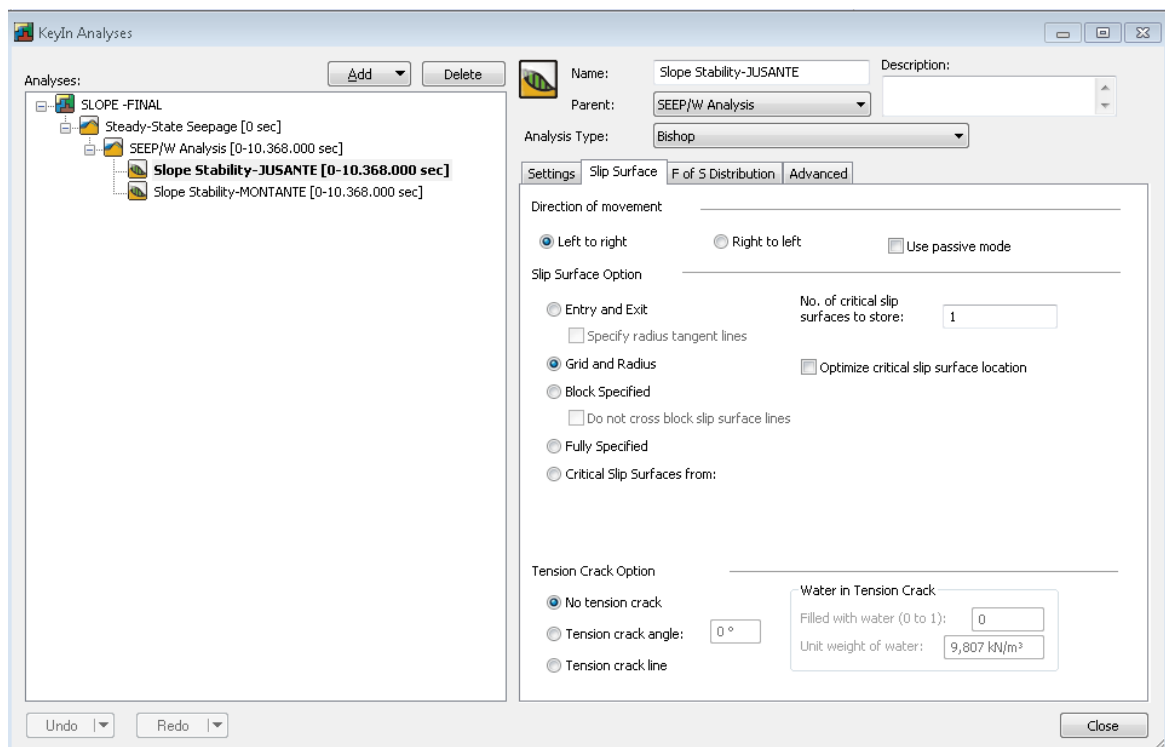 KeyIn Analyses
Analyses:
Add
Delete
SLOPE -FINAL
Steady-State Seepage [0 sec]
SEEP/W Analysis [0-10.368.000 sec]
Slope Stability-JUSANTE [0-10.368.000 sec]
Slope Stability-MONTANTE [0-10.368.000 sec]
Name: Slope Stability-JUSANTE
Description:
Parent: SEEP/W Analysis
Analysis Type: Bishop
Settings Slip Surface F of S Distribution Advanced
Direction of movement
Left to right Right to left Use passive mode
Slip Surface Option
Entry and Exit
No. of critical slip
surfaces to store: 1
Specify radius tangent lines
Grid and Radius Optimize critical slip surface location
Block Specified
Do not cross block slip surface lines
Fully Specified
Critical Slip Surfaces from:
Tension Crack Option
No tension crack
Tension crack angle: 0 °
Tension crack line
Water in Tension Crack
Filled with water (0 to 1): 0
Unit weight of water: 9,807 kN/m³
Undo Redo Close